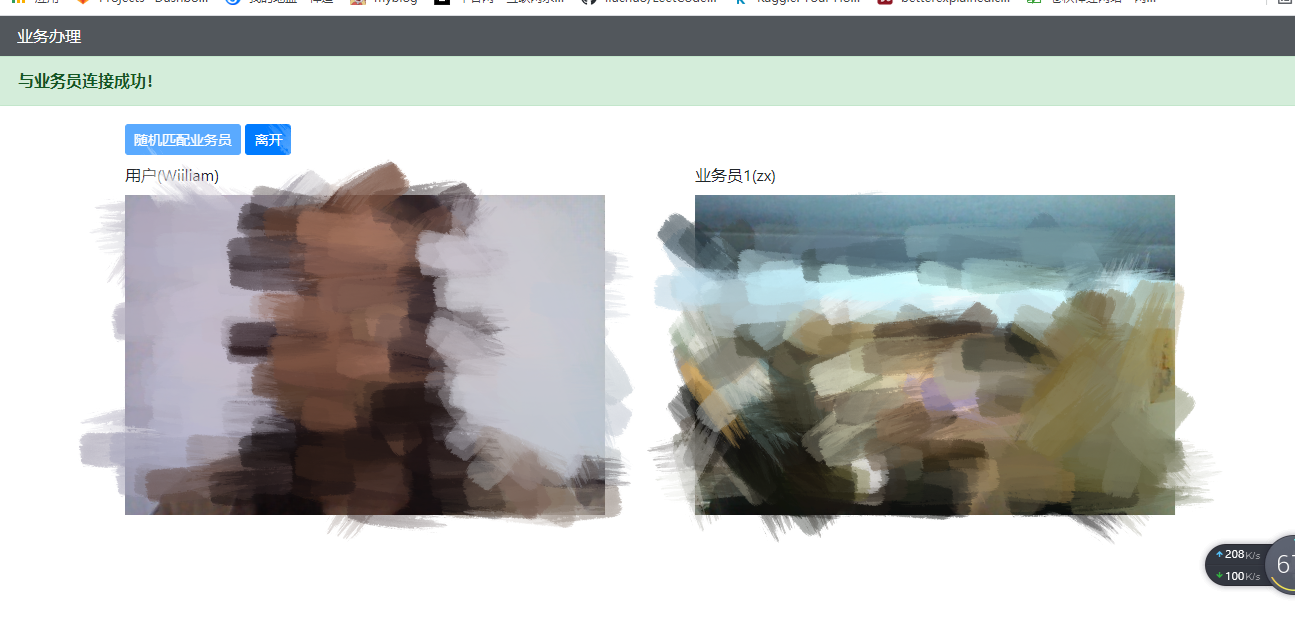 业务办理
与业务员连接成功!
随机匹配业务员 离开
用户(Wiiliam)
业务员1(zx)
208K/s
100K/s